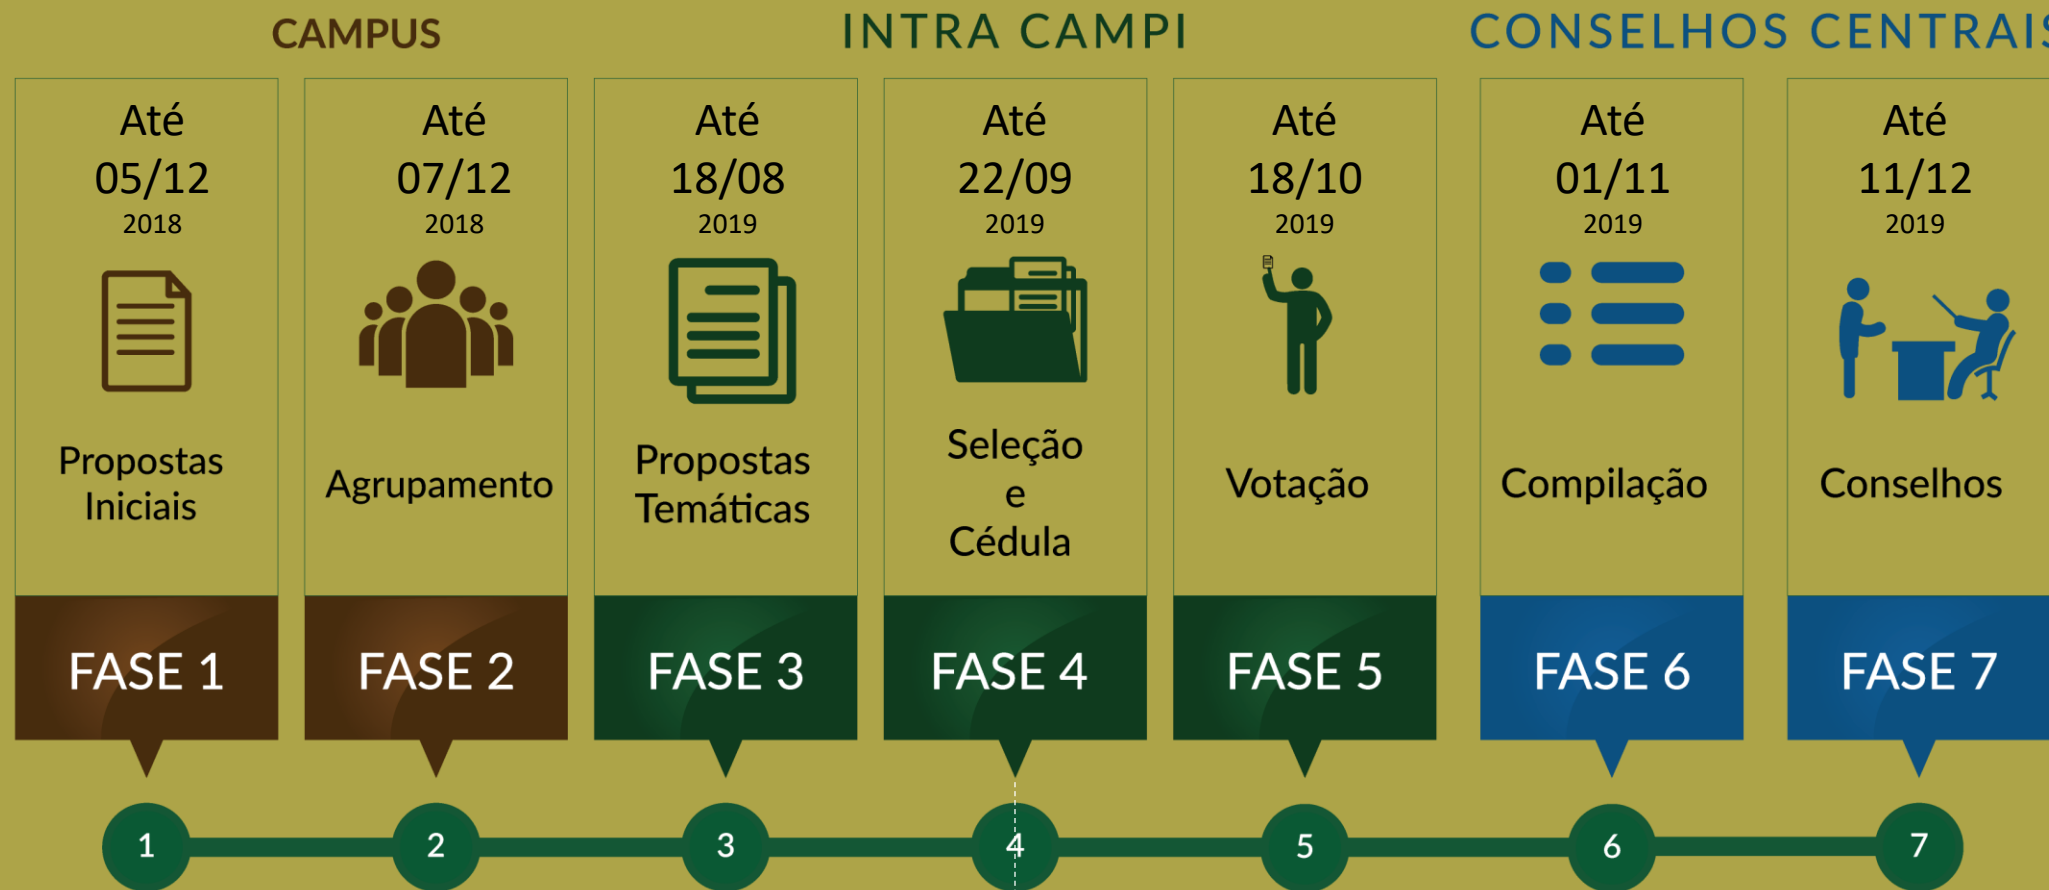 CAMPUS
INTRA CAMPI
CONSELHOS CENTRAIS
Até
05/12
2018
Propostas
Iniciais
FASE 1
Até
07/12
2018
Agrupamento
FASE 2
Até
18/08
2019
Propostas
Temáticas
FASE 3
Até
22/09
2019
Seleção
e
Cédula
FASE 4
Até
18/10
2019
Votação
FASE 5
Até
01/11
2019
Compilação
FASE 6
Até
11/12
2019
Conselhos
FASE 7
1
2
3
4
5
6
7